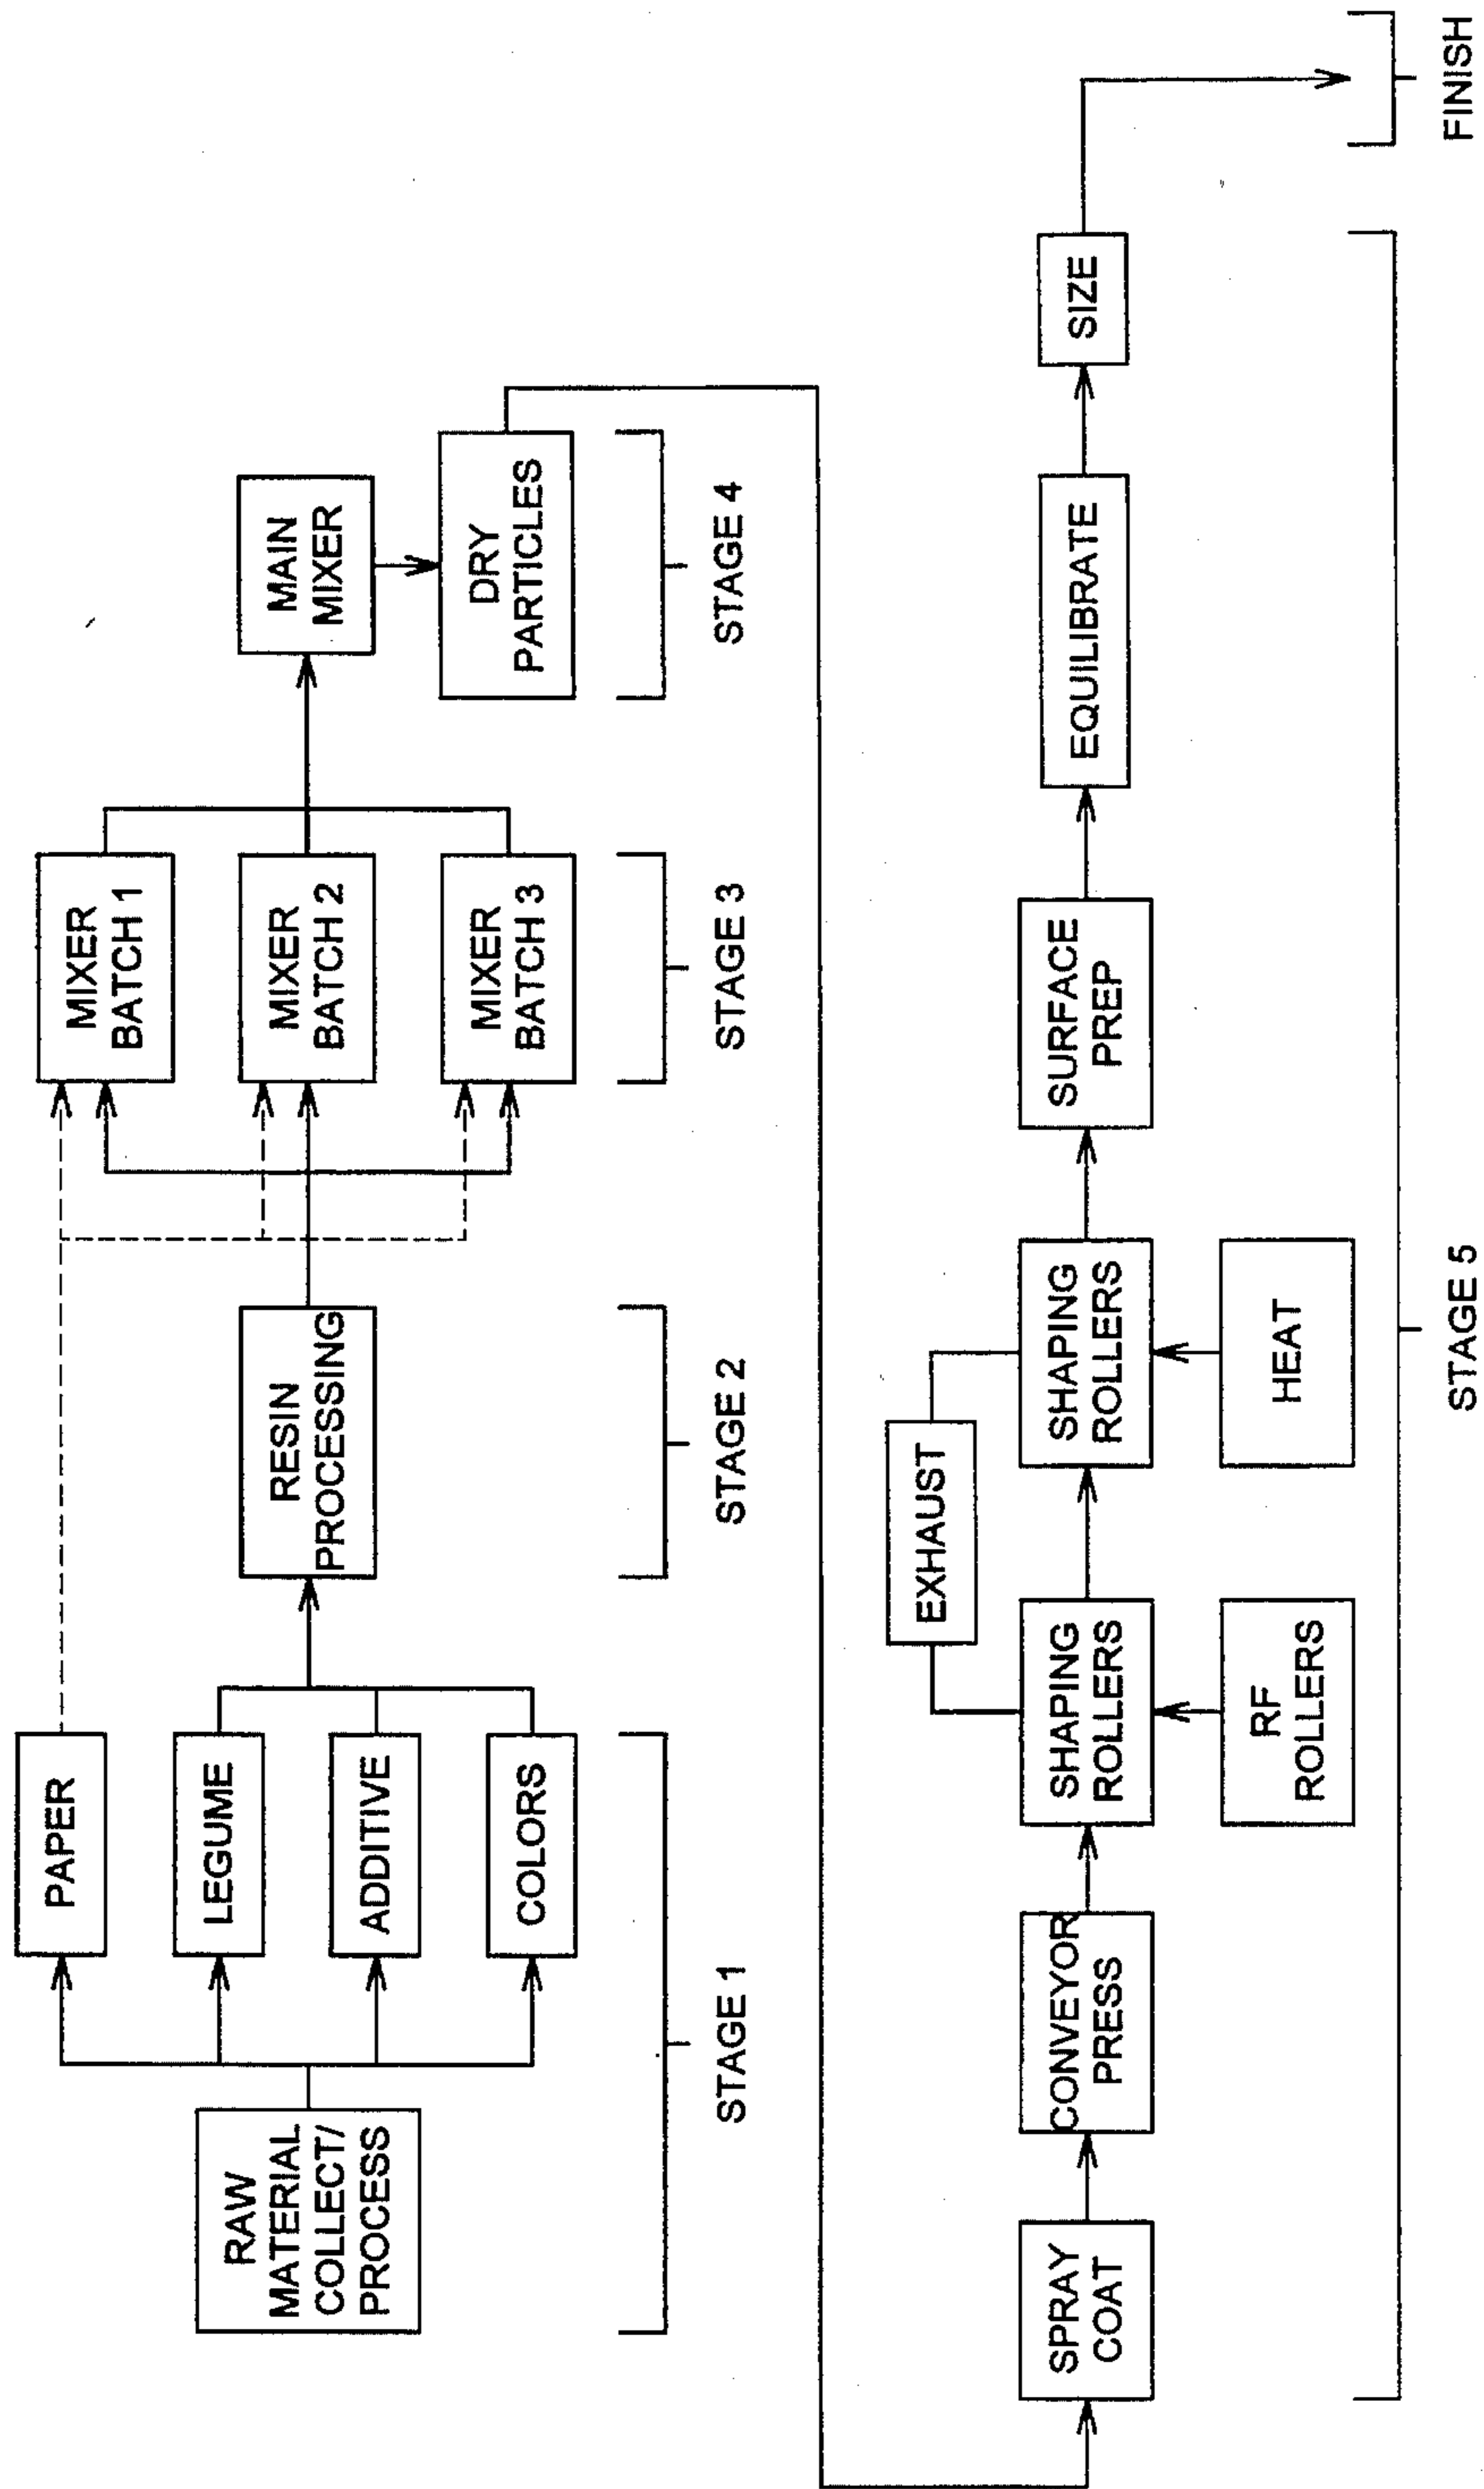 RAW
MATERIAL
COLLECT/
PROCESS
PAPER
LEGUME
ADDITIVE
COLORS
STAGE 1
RESIN
PROCESSING
STAGE 2
MIXER
BATCH 1
MIXER
BATCH 2
MIXER
BATCH 3
STAGE 3
MAIN
MIXER
DRY
PARTICLES
STAGE 4
SPRAY
COAT
CONVEYOR
PRESS
SHAPING
ROLLERS
RF
ROLLERS
EXHAUST
SHAPING
ROLLERS
HEAT
SURFACE
PREP
EQUILIBRATE
SIZE
STAGE 5
FINISH